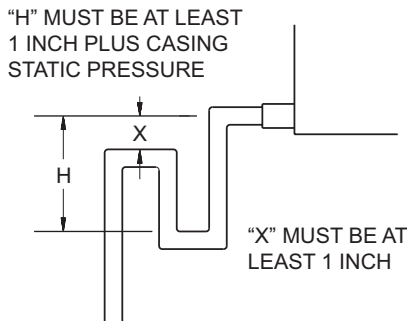 “H” MUST BE AT LEAST
1 INCH PLUS CASING
STATIC PRESSURE
X
H
“X” MUST BE AT
LEAST 1 INCH